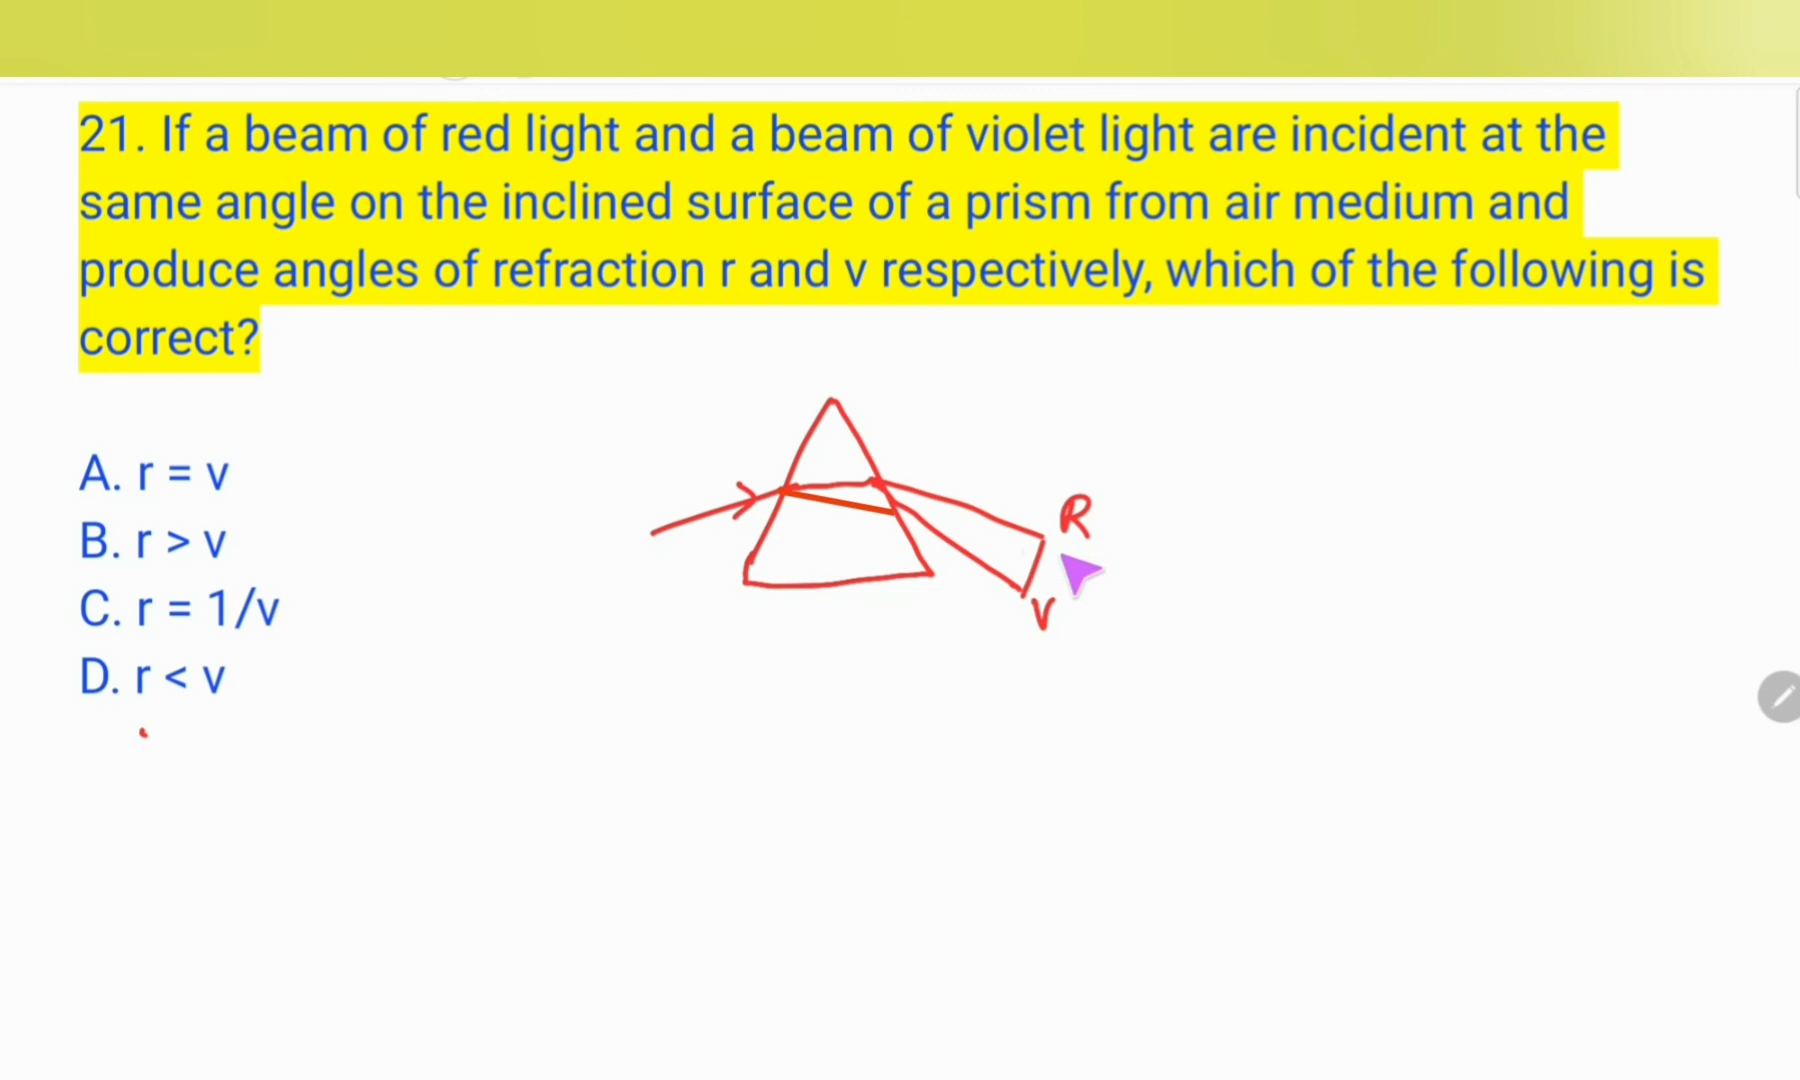 21. If a beam of red light and a beam of violet light are incident at the
same angle on the inclined surface of a prism from air medium and
produce angles of refraction r and v respectively, which of the following is
correct?
A. r = v
B. r > v
C. r = 1/v
D. r < v
R
V